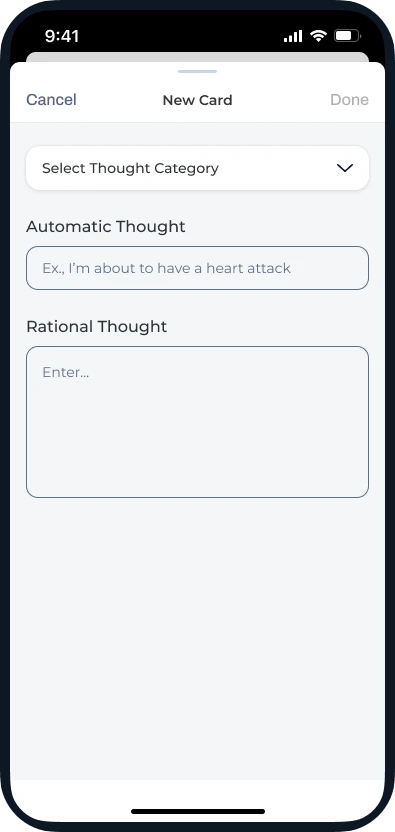 9:41
Cancel New Card Done
Select Thought Category
Automatic Thought
Ex., I’m about to have a heart attack
Rational Thought
Enter...